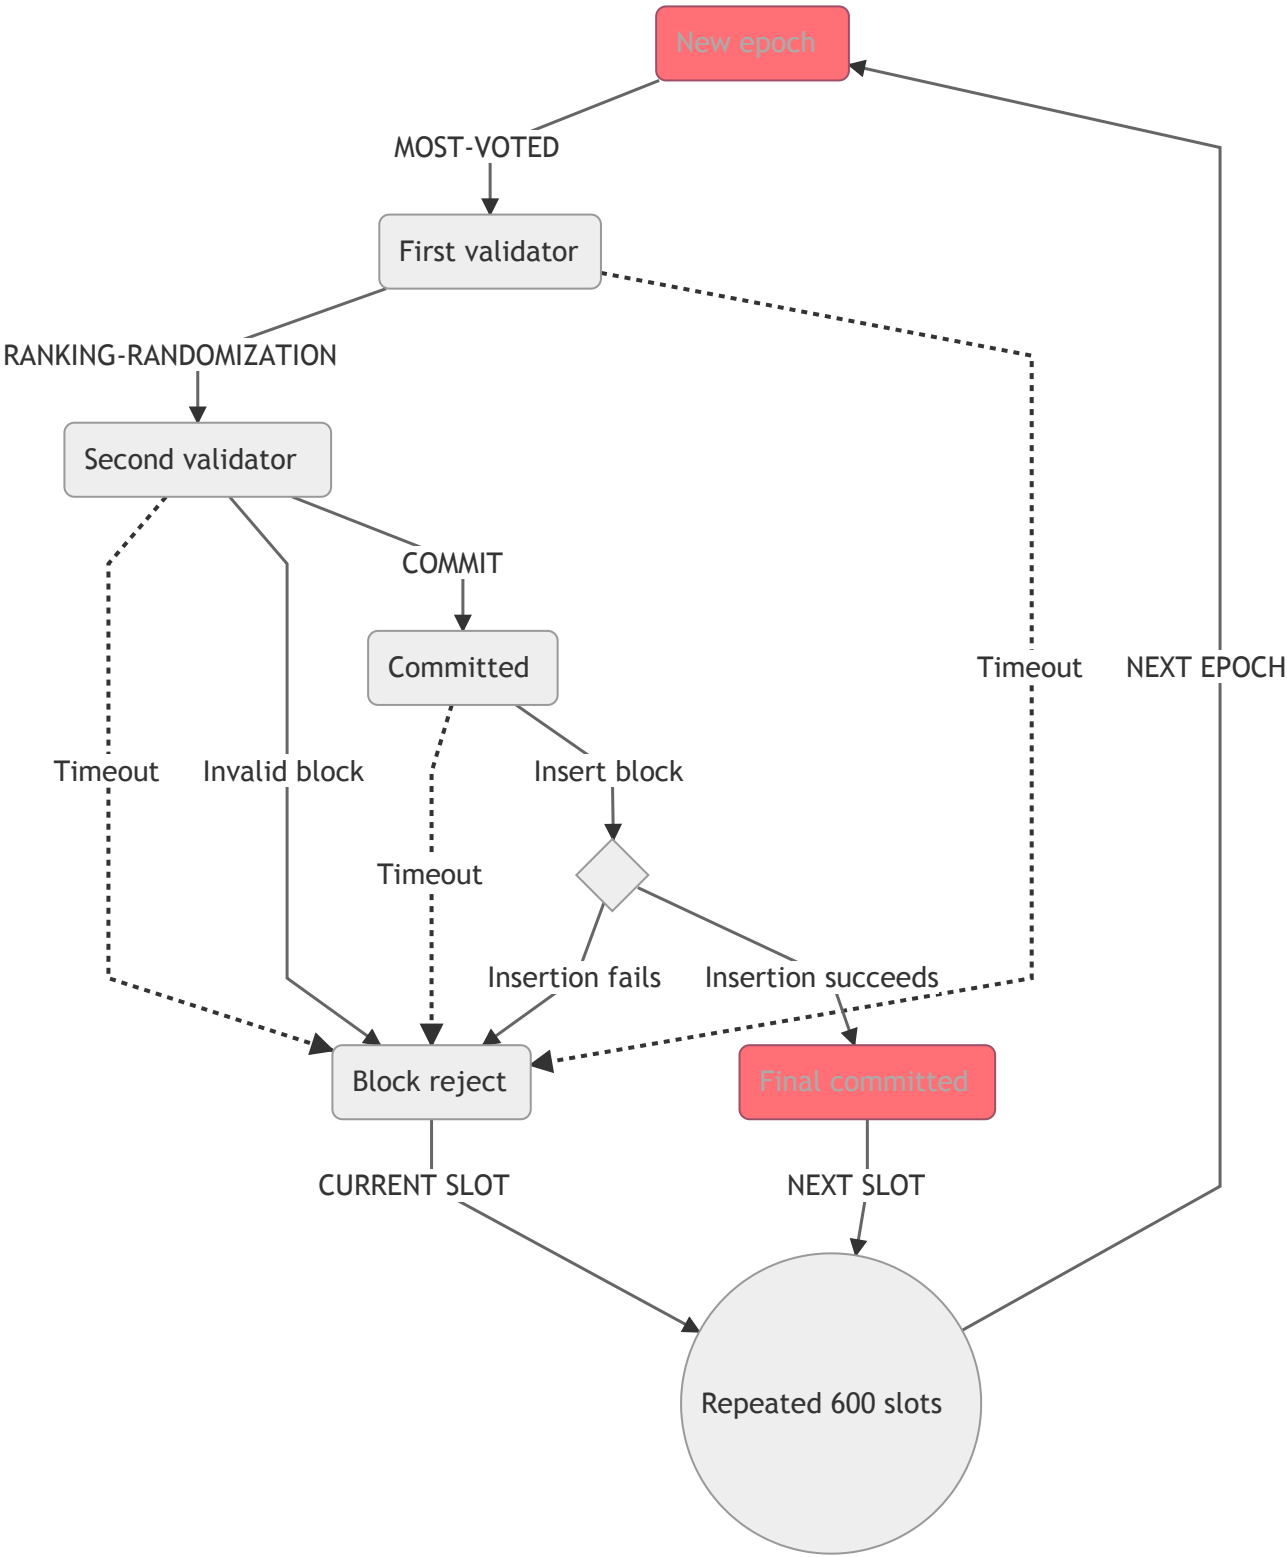 New epoch
MOST-VOTED
First validator
RANKING-RANDOMIZATION
Second validator
COMMIT
Committed
Timeout
NEXT EPOCH
Timeout
Invalid block
Insert block
Timeout
Insertion fails
Insertion succeeds
Block reject
Final committed
CURRENT SLOT
NEXT SLOT
Repeated 600 slots